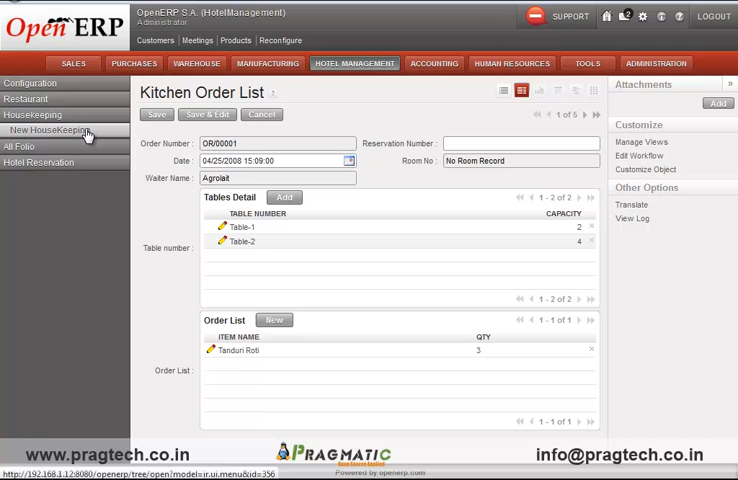 Open ERP
OpenERP S.A. (HotelManagement)
Administrator
Customers Meetings Products Reconfigure
SUPPORT 2 LOGOUT
SALES PURCHASES WAREHOUSE MANUFACTURING HOTEL MANAGEMENT ACCOUNTING HUMAN RESOURCES TOOLS ADMINISTRATION
Configuration
Restaurant
Housekeeping
New HouseKeeping
All Folio
Hotel Reservation
Kitchen Order List ?
Save Save & Edit Cancel
1 of 5
Order Number : OR/00001 Reservation Number :
Date : 04/25/2008 15:09:00 Room No : No Room Record
Waiter Name : Agrolait
Tables Detail Add 1 - 2 of 2
TABLE NUMBER CAPACITY
Table-1 2
Table-2 4
Table number :
1 - 2 of 2
Order List New 1 - 1 of 1
ITEM NAME QTY
Tanduri Roti 3
Order List :
1 - 1 of 1
Attachments »
Add
Customize
Manage Views
Edit Workflow
Customize Object
Other Options
Translate
View Log
www.pragtech.co.in PRAGMATIC info@pragtech.co.in
Open Source Control
http://192.168.1.12:8080/openerp/tree/open?model=ir.ui.menu&id=356 Powered by openerp.com